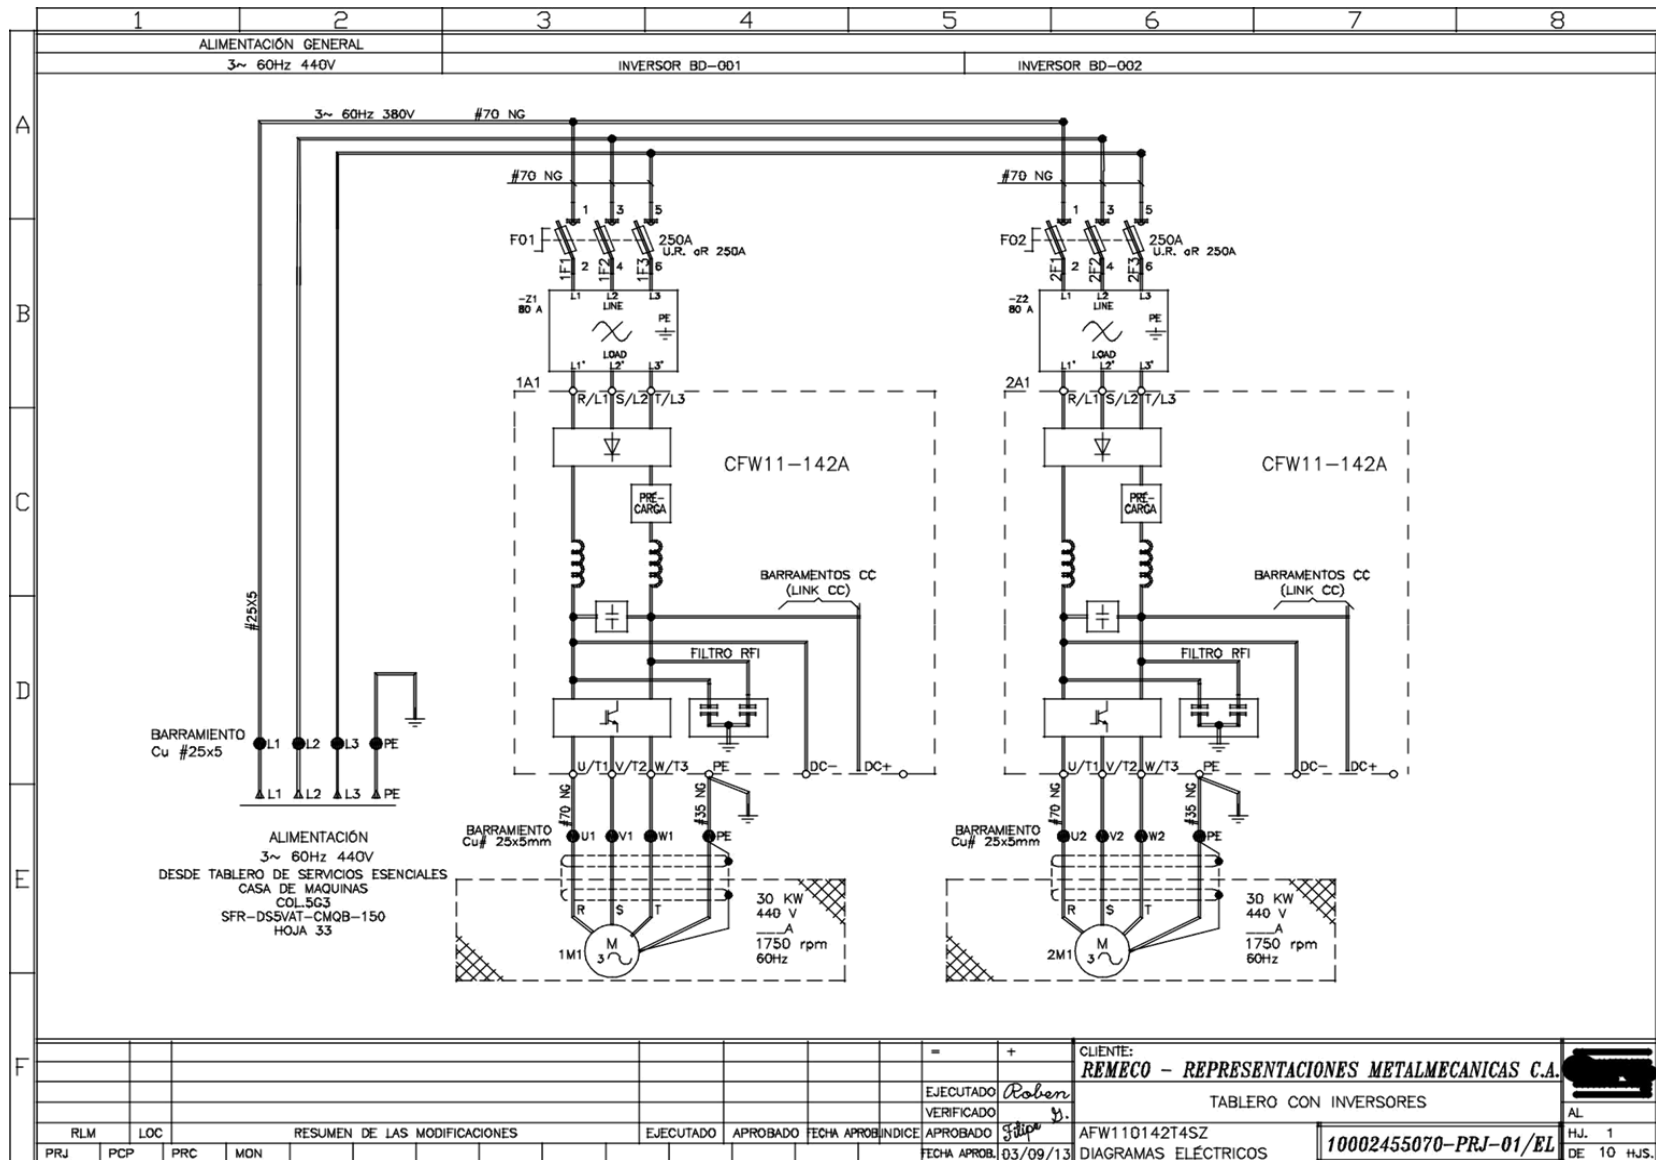 1 2 3 4 5 6 7 8
ALIMENTACIÓN GENERAL
3~ 60Hz 440V
INVERSOR BD-001
INVERSOR BD-002
A
B
C
D
E
F
3~ 60Hz 380V
#70 NG
#70 NG
1 3 5
F01
250A
U.R. aR 250A
2 4 6
1F1 1F2 1F3
-Z1
80 A
L1 L2 L3
LINE
PE
LOAD
L1' L2' L3'
1A1
R/L1 S/L2 T/L3
CFW11-142A
PRÉ-
CARGA
BARRAMENTOS CC
(LINK CC)
FILTRO RFI
U/T1 V/T2 W/T3 PE DC- DC+
#70 NG
#35 NG
BARRAMIENTO
Cu# 25x5mm
U1 V1 W1 PE
R S T
1M1
M
3
30 KW
440 V
___A
1750 rpm
60Hz
#70 NG
1 3 5
F02
250A
U.R. aR 250A
2 4 6
2F1 2F2 2F3
-Z2
80 A
L1 L2 L3
LINE
PE
LOAD
L1' L2' L3'
2A1
R/L1 S/L2 T/L3
CFW11-142A
PRÉ-
CARGA
BARRAMENTOS CC
(LINK CC)
FILTRO RFI
U/T1 V/T2 W/T3 PE DC- DC+
#70 NG
#35 NG
BARRAMIENTO
Cu# 25x5mm
U2 V2 W2 PE
R S T
2M1
M
3
30 KW
440 V
___A
1750 rpm
60Hz
#25X5
BARRAMIENTO
Cu #25x5
L1 L2 L3 PE
L1 L2 L3 PE
ALIMENTACIÓN
3~ 60Hz 440V
DESDE TABLERO DE SERVICIOS ESENCIALES
CASA DE MAQUINAS
COL.5G3
SFR-DS5VAT-CMQB-150
HOJA 33
= +
CLIENTE:
REMECO - REPRESENTACIONES METALMECANICAS C.A.
EJECUTADO Roben
VERIFICADO Y.
TABLERO CON INVERSORES
AL
RLM LOC RESUMEN DE LAS MODIFICACIONES EJECUTADO APROBADO FECHA APROB. INDICE APROBADO Filipe
AFW110142T4SZ
HJ. 1
PRJ PCP PRC MON
FECHA APROB. 03/09/13
DIAGRAMAS ELÉCTRICOS
10002455070-PRJ-01/EL
DE 10 HJS.